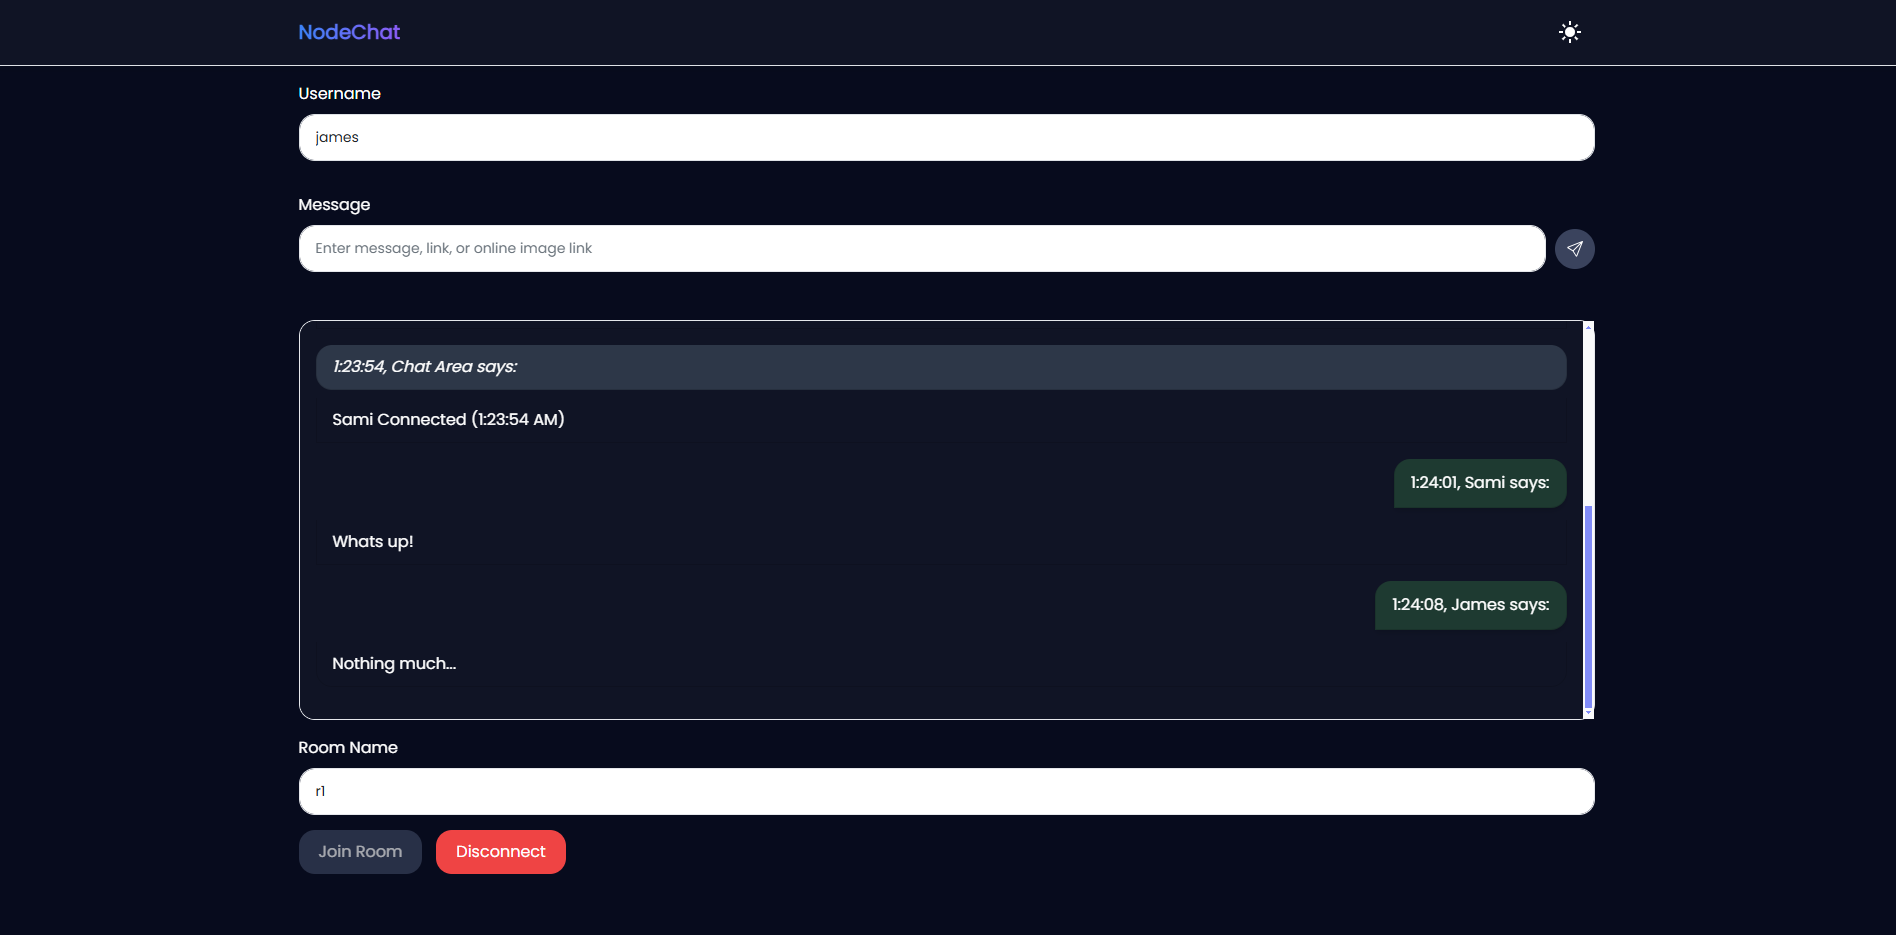 NodeChat
Username
james
Message
Enter message, link, or online image link
1:23:54, Chat Area says:
Sami Connected (1:23:54 AM)
1:24:01, Sami says:
Whats up!
1:24:08, James says:
Nothing much...
Room Name
r1
Join Room
Disconnect